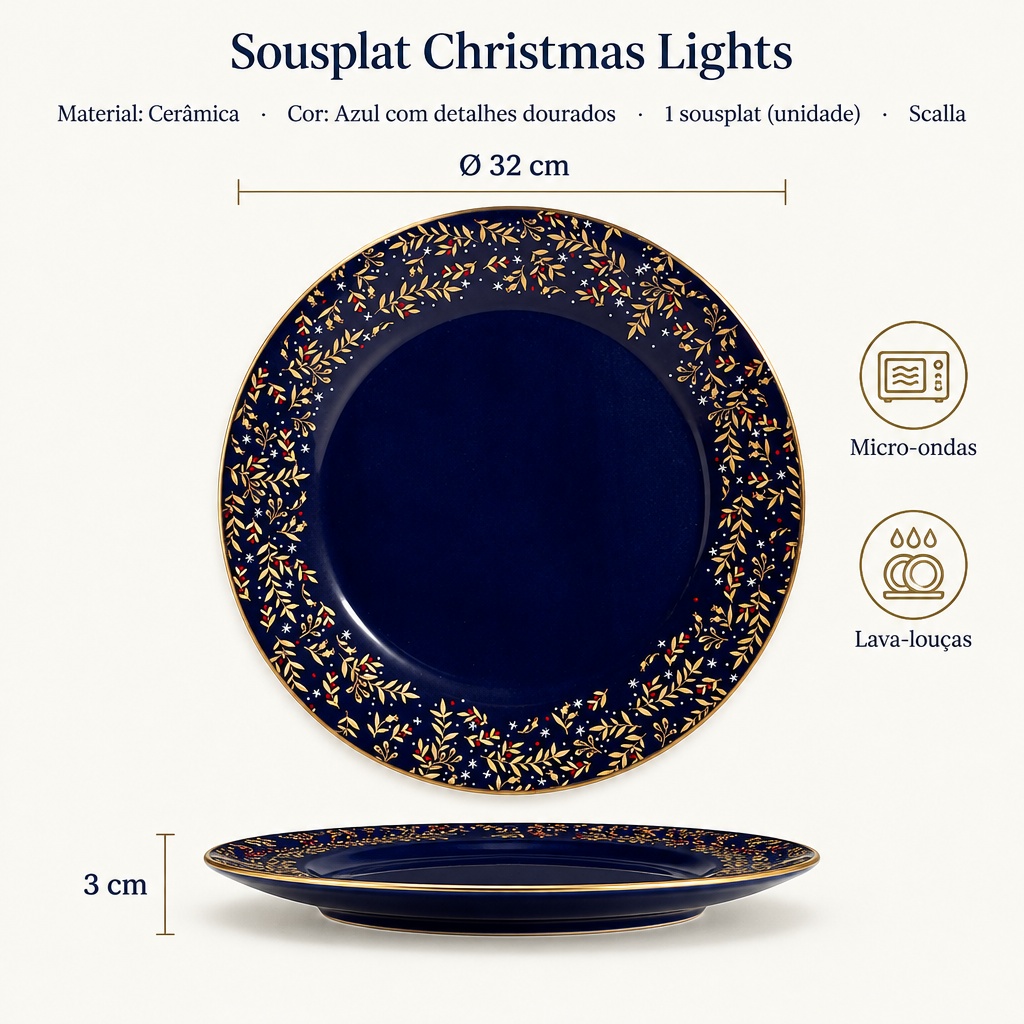 Sousplat Christmas Lights
Material: Cerâmica · Cor: Azul com detalhes dourados · 1 sousplat (unidade) · Scalla
Ø 32 cm
Micro-ondas
Lava-louças
3 cm